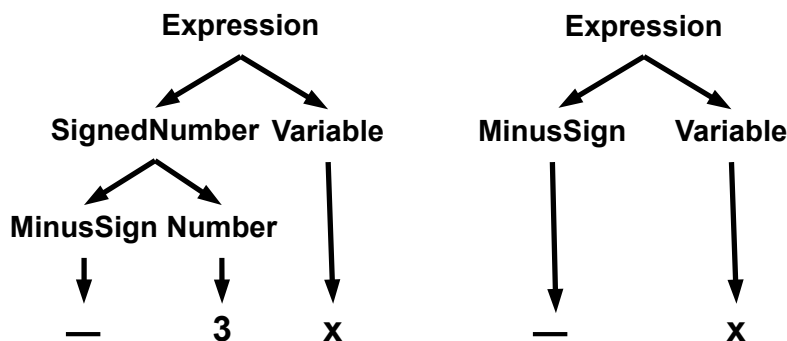 Expression Expression
SignedNumber Variable MinusSign Variable
MinusSign Number
— 3 x — x